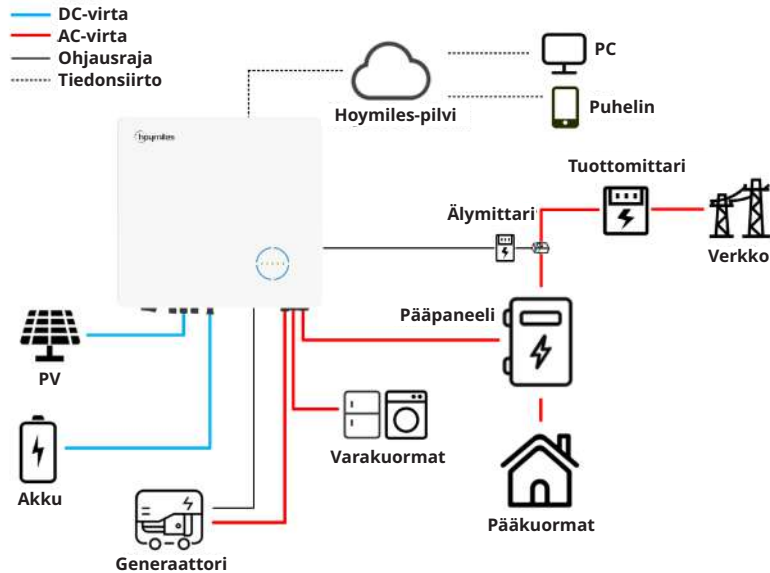 DC-virta
AC-virta
Ohjausraja
Tiedonsiirto
hoymiles
Hoymiles-pilvi
PC
Puhelin
Tuottomittari
Älymittari
Verkko
Pääpaneeli
PV
Akku
Varakuormat
Pääkuormat
Generaattori